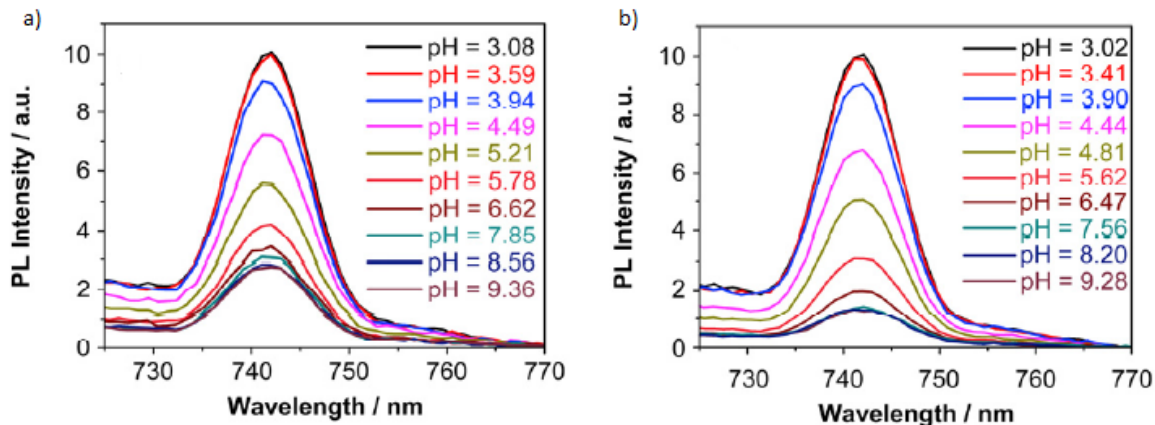 a)
PL Intensity / a.u.
10
8
6
4
2
0
pH = 3.08
pH = 3.59
pH = 3.94
pH = 4.49
pH = 5.21
pH = 5.78
pH = 6.62
pH = 7.85
pH = 8.56
pH = 9.36
730 740 750 760 770
Wavelength / nm
b)
PL Intensity / a.u.
10
8
6
4
2
0
pH = 3.02
pH = 3.41
pH = 3.90
pH = 4.44
pH = 4.81
pH = 5.62
pH = 6.47
pH = 7.56
pH = 8.20
pH = 9.28
730 740 750 760 770
Wavelength / nm